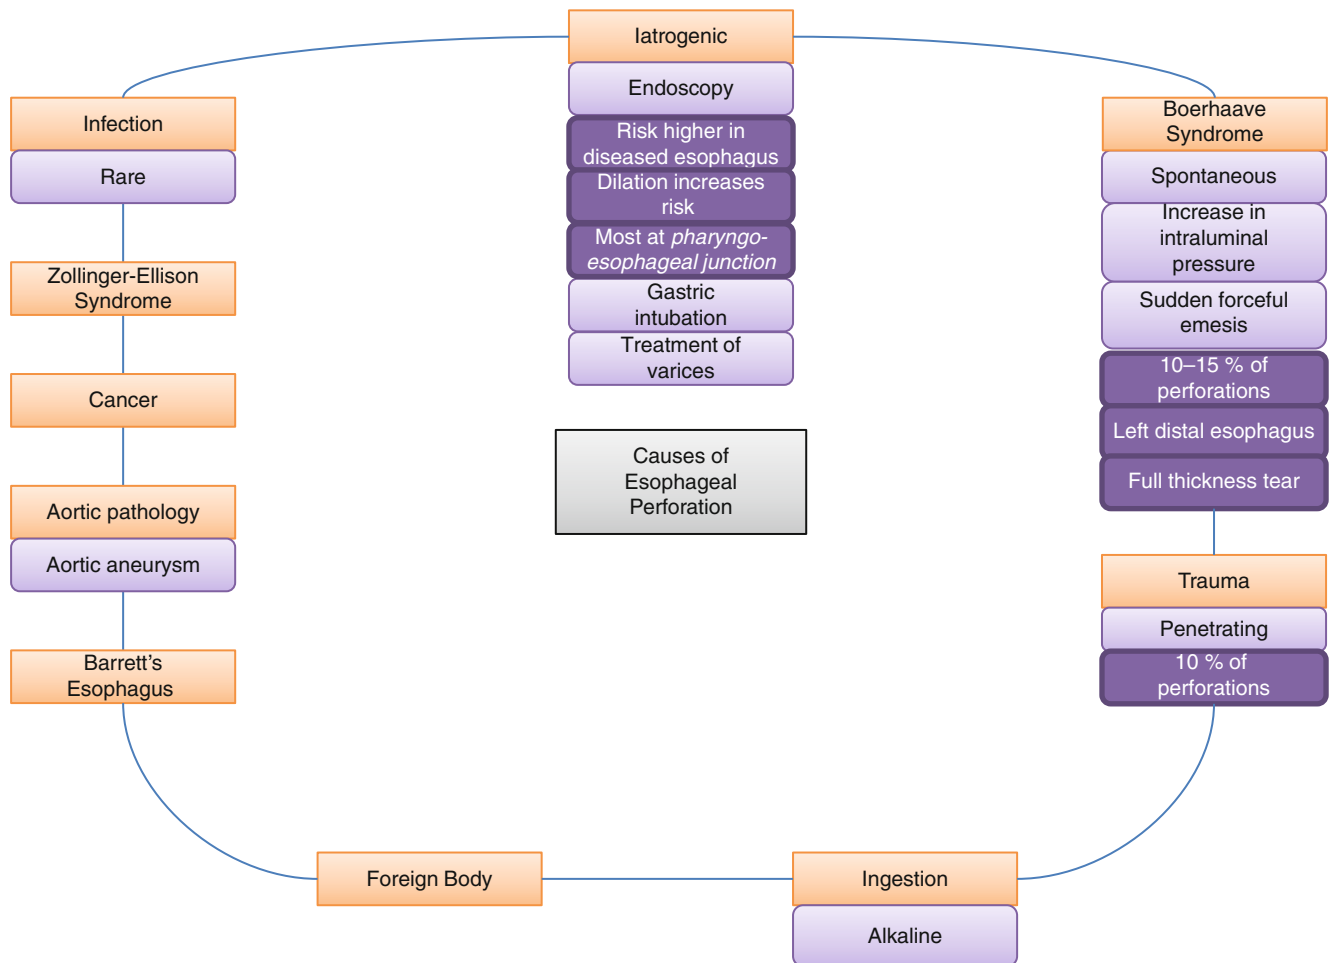 Iatrogenic
Endoscopy
Risk higher in
diseased esophagus
Dilation increases
risk
Most at pharyngo-
esophageal junction
Gastric
intubation
Treatment of
varices
Boerhaave
Syndrome
Spontaneous
Increase in
intraluminal
pressure
Sudden forceful
emesis
10–15 % of
perforations
Left distal esophagus
Full thickness tear
Trauma
Penetrating
10 % of
perforations
Ingestion
Alkaline
Foreign Body
Barrett's
Esophagus
Aortic pathology
Aortic aneurysm
Cancer
Zollinger-Ellison
Syndrome
Infection
Rare
Causes of
Esophageal
Perforation